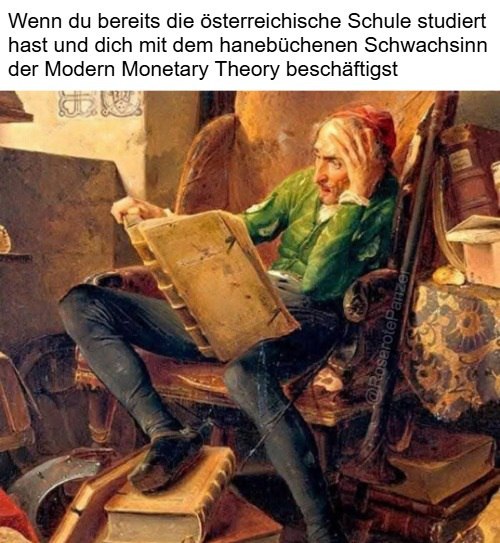 Wenn du bereits die österreichische Schule studiert
hast und dich mit dem hanebüchenen Schwachsinn
der Modern Monetary Theory beschäftigst
@RoseropePanzer